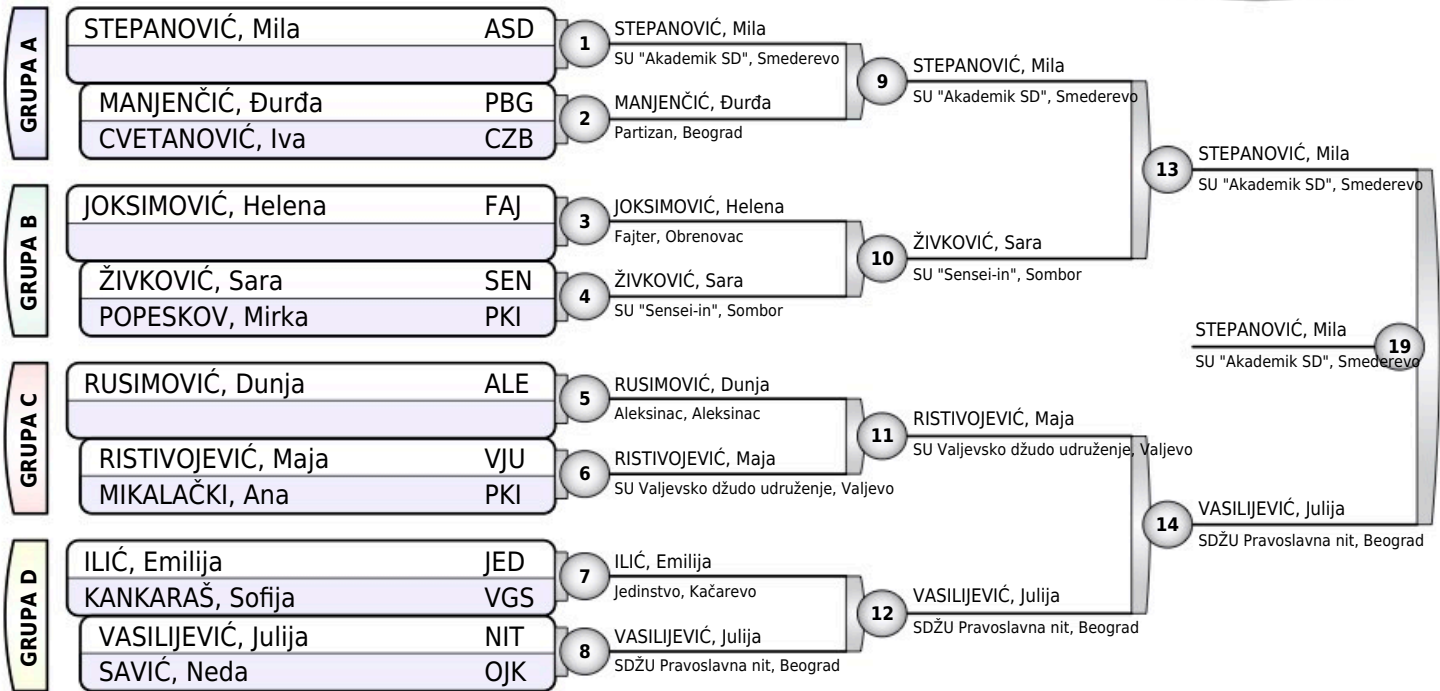 GRUPA A
STEPANOVIĆ, Mila ASD
MANJENČIĆ, Đurđa PBG
CVETANOVIĆ, Iva CZB
GRUPA B
JOKSIMOVIĆ, Helena FAJ
ŽIVKOVIĆ, Sara SEN
POPESKOV, Mirka PKI
GRUPA C
RUSIMOVIĆ, Dunja ALE
RISTIVOJEVIĆ, Maja VJU
MIKALAČKI, Ana PKI
GRUPA D
ILIĆ, Emilija JED
KANKARAŠ, Sofija VGS
VASILIJEVIĆ, Julija NIT
SAVIĆ, Neda OJK
1
STEPANOVIĆ, Mila
SU "Akademik SD", Smederevo
2
MANJENČIĆ, Đurđa
Partizan, Beograd
3
JOKSIMOVIĆ, Helena
Fajter, Obrenovac
4
ŽIVKOVIĆ, Sara
SU "Sensei-in", Sombor
5
RUSIMOVIĆ, Dunja
Aleksinac, Aleksinac
6
RISTIVOJEVIĆ, Maja
SU Valjevsko džudo udruženje, Valjevo
7
ILIĆ, Emilija
Jedinstvo, Kačarevo
8
VASILIJEVIĆ, Julija
SDŽU Pravoslavna nit, Beograd
9
STEPANOVIĆ, Mila
SU "Akademik SD", Smederevo
10
ŽIVKOVIĆ, Sara
SU "Sensei-in", Sombor
11
RISTIVOJEVIĆ, Maja
SU Valjevsko džudo udruženje, Valjevo
12
VASILIJEVIĆ, Julija
SDŽU Pravoslavna nit, Beograd
13
STEPANOVIĆ, Mila
SU "Akademik SD", Smederevo
14
VASILIJEVIĆ, Julija
SDŽU Pravoslavna nit, Beograd
19
STEPANOVIĆ, Mila
SU "Akademik SD", Smederevo